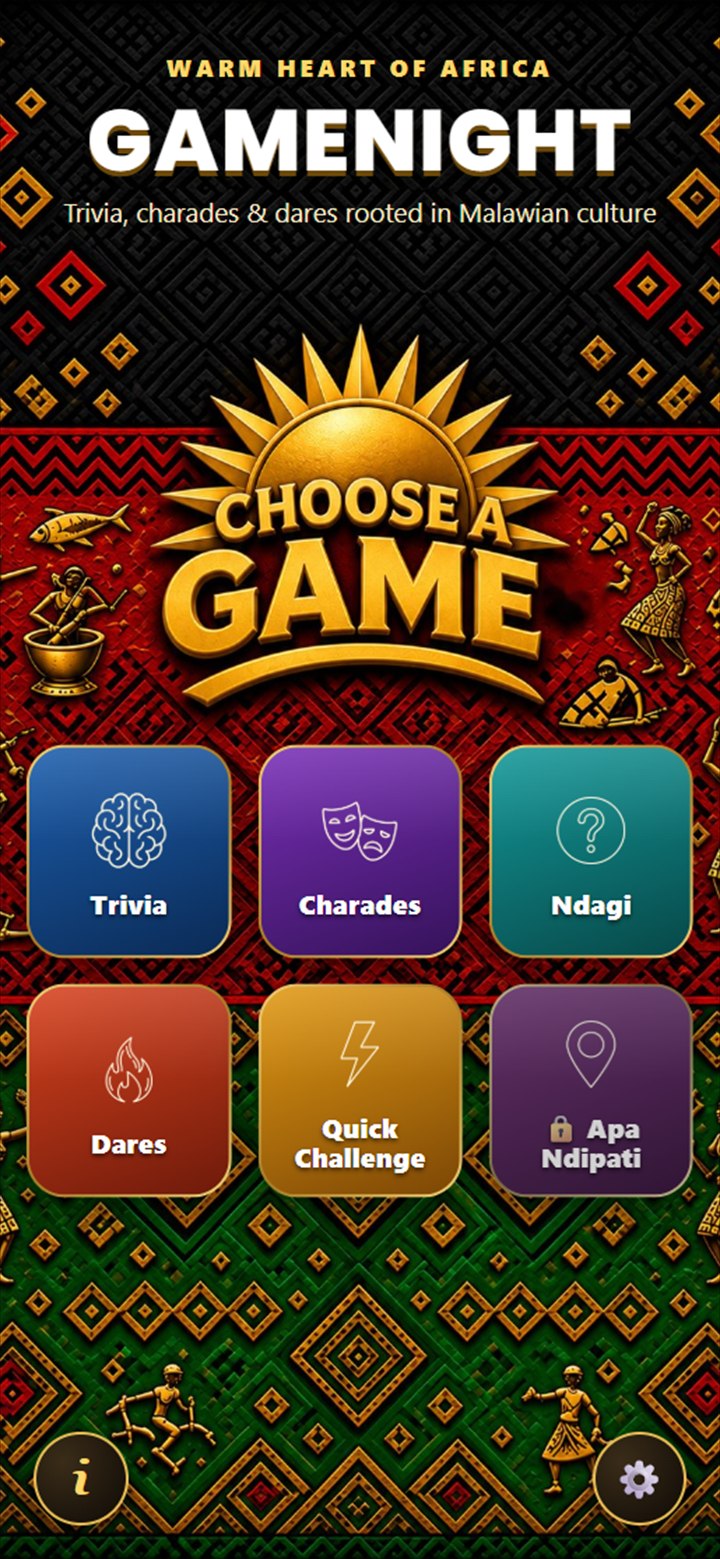 WARM HEART OF AFRICA
GAMENIGHT
Trivia, charades & dares rooted in Malawian culture
CHOOSE A
GAME
Trivia
Charades
Ndagi
Dares
Quick
Challenge
Apa
Ndipati
i